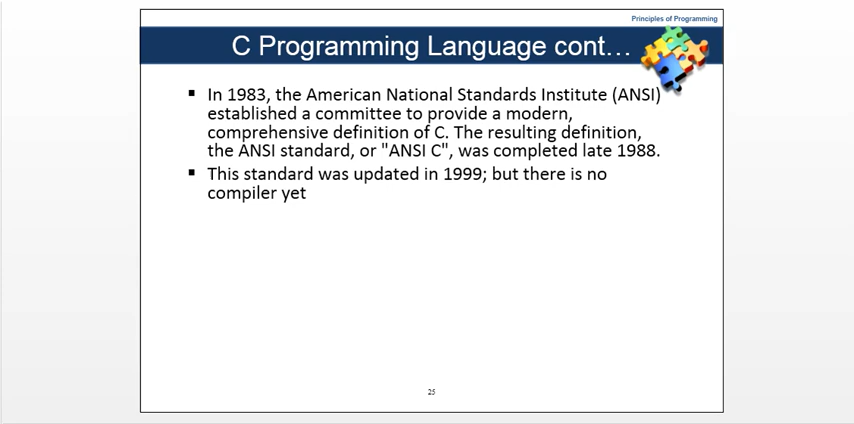 Principles of Programming
C Programming Language cont…
▪ In 1983, the American National Standards Institute (ANSI)
established a committee to provide a modern,
comprehensive definition of C. The resulting definition,
the ANSI standard, or "ANSI C", was completed late 1988.
▪ This standard was updated in 1999; but there is no
compiler yet
25